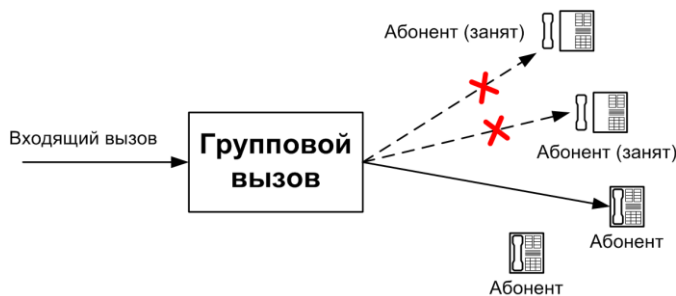 Абонент (занят)
Входящий вызов
Групповой
вызов
Абонент (занят)
Абонент
Абонент